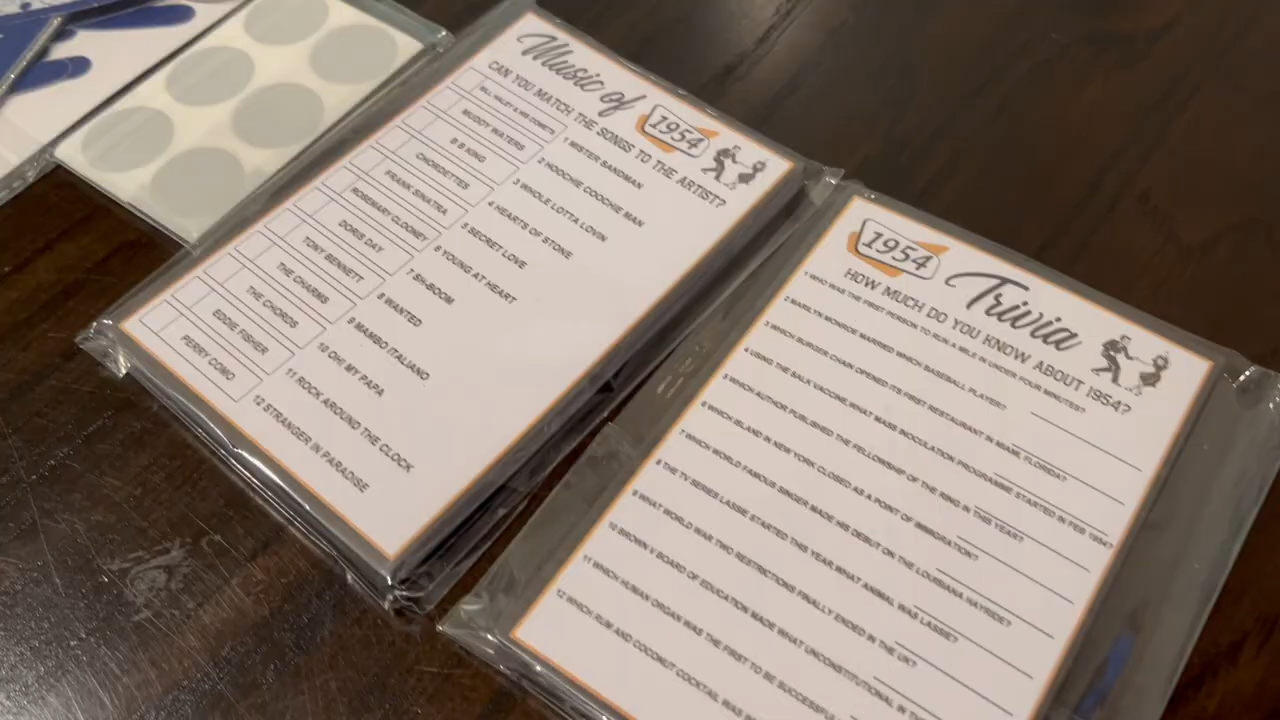 Music of 1954
CAN YOU MATCH THE SONGS TO THE ARTIST?
BILL HALEY & HIS COMETS
MUDDY WATERS
B B KING
CHORDETTES
FRANK SINATRA
ROSEMARY CLOONEY
DORIS DAY
TONY BENNETT
THE CHARMS
THE CHORDS
EDDIE FISHER
PERRY COMO
1 MISTER SANDMAN
2 HOOCHIE COOCHIE MAN
3 WHOLE LOTTA LOVIN
4 HEARTS OF STONE
5 SECRET LOVE
6 YOUNG AT HEART
7 SH-BOOM
8 WANTED
9 MAMBO ITALIANO
10 OH! MY PAPA
11 ROCK AROUND THE CLOCK
12 STRANGER IN PARADISE
1954 Trivia
HOW MUCH DO YOU KNOW ABOUT 1954?
1 WHO WAS THE FIRST PERSON TO RUN A MILE IN UNDER FOUR MINUTES?
2 MARILYN MONROE MARRIED WHICH BASEBALL PLAYER?
3 WHICH BURGER CHAIN OPENED ITS FIRST RESTAURANT IN MIAMI, FLORIDA?
4 USING THE SALK VACCINE,WHAT MASS INOCULATION PROGRAMME STARTED IN FEB 1954?
5 WHICH AUTHOR PUBLISHED THE FELLOWSHIP OF THE RING IN THIS YEAR?
6 WHICH ISLAND IN NEW YORK CLOSED AS A POINT OF IMMIGRATION?
7 WHICH WORLD FAMOUS SINGER MADE HIS DEBUT ON THE LOUISIANA HAYRIDE?
8 THE TV SERIES LASSIE STARTED THIS YEAR WHAT ANIMAL WAS LASSIE?
9 WHAT WORLD WAR TWO RESTRICTIONS FINALLY ENDED IN THE UK?
10 BROWN V BOARD OF EDUCATION MADE WHAT UNCONSTITUTIONAL IN
11 WHICH HUMAN ORGAN WAS THE FIRST TO BE SUCCESSFUL
12 WHICH RUM AND COCONUT COCKTAIL WAS